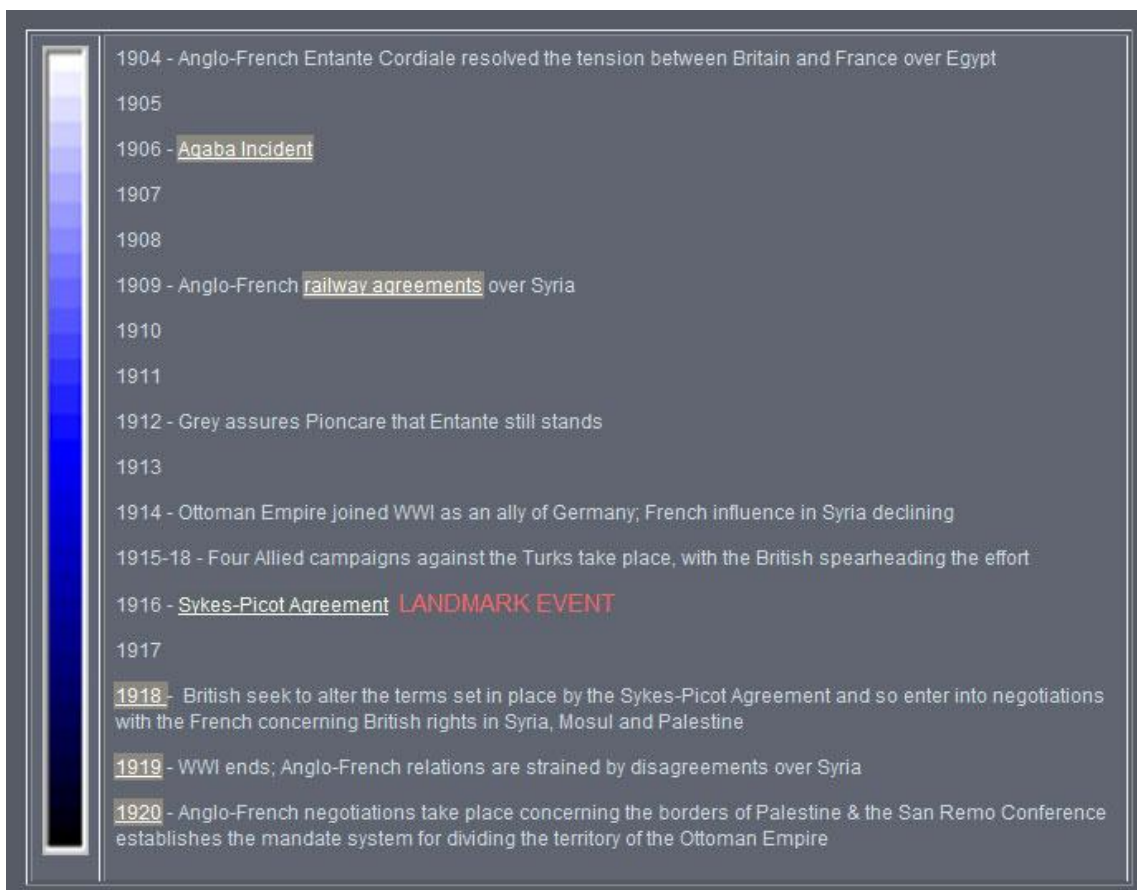 1904 - Anglo-French Entante Cordiale resolved the tension between Britain and France over Egypt
1905
1906 - Aqaba Incident
1907
1908
1909 - Anglo-French railway agreements over Syria
1910
1911
1912 - Grey assures Pioncare that Entante still stands
1913
1914 - Ottoman Empire joined WWI as an ally of Germany; French influence in Syria declining
1915-18 - Four Allied campaigns against the Turks take place, with the British spearheading the effort
1916 - Sykes-Picot Agreement LANDMARK EVENT
1917
1918 - British seek to alter the terms set in place by the Sykes-Picot Agreement and so enter into negotiations
with the French concerning British rights in Syria, Mosul and Palestine
1919 - WWI ends; Anglo-French relations are strained by disagreements over Syria
1920 - Anglo-French negotiations take place concerning the borders of Palestine & the San Remo Conference
establishes the mandate system for dividing the territory of the Ottoman Empire